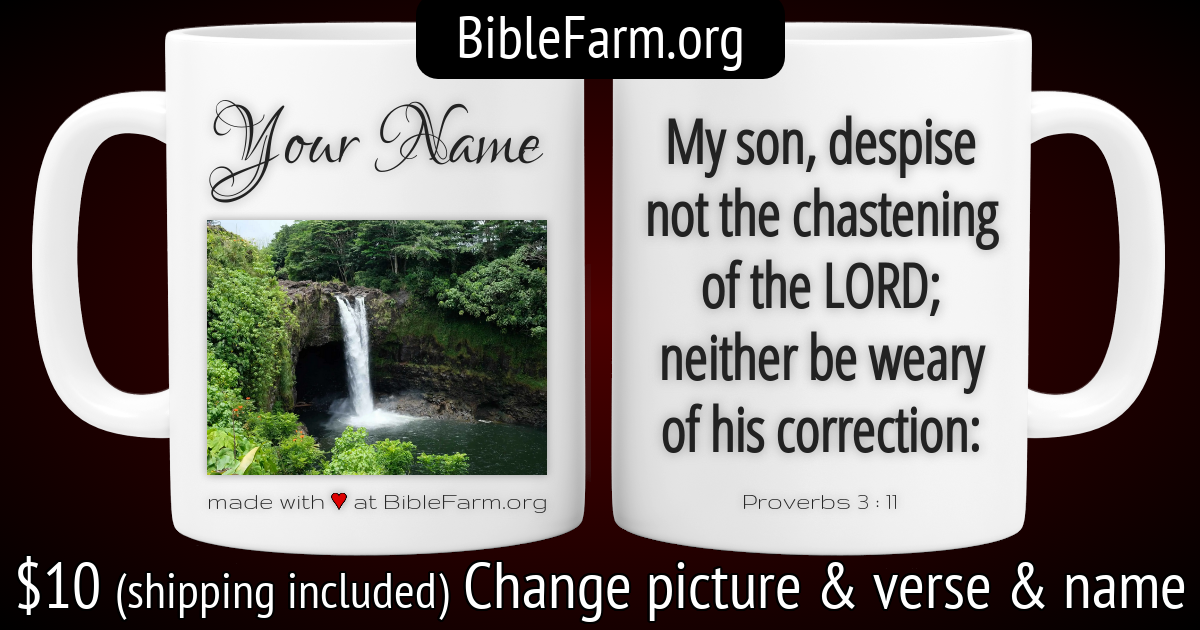 BibleFarm.org
Your Name
made with ♥ at BibleFarm.org
My son, despise
not the chastening
of the LORD;
neither be weary
of his correction:
Proverbs 3 : 11
$10 (shipping included) Change picture & verse & name